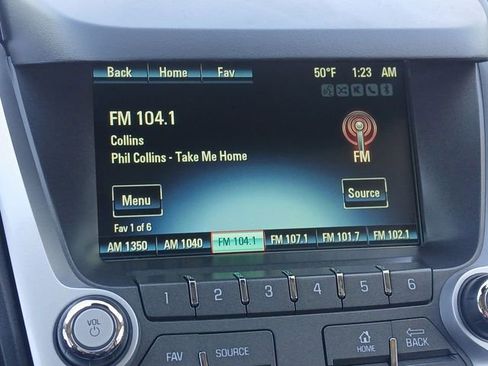 Back Home Fav 50°F 1:23 AM
FM 104.1
Collins
Phil Collins - Take Me Home
FM
Menu Source
Fav 1 of 6
AM 1350 AM 1040 FM 104.1 FM 107.1 FM 101.7 FM 102.1
1 2 3 4 5 6
VOL
FAV SOURCE HOME BACK